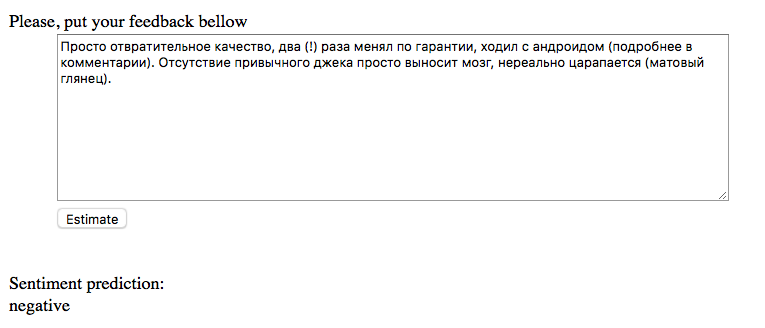 Please, put your feedback bellow
Просто отвратительное качество, два (!) раза менял по гарантии, ходил с андроидом (подробнее в
комментарии). Отсутствие привычного джека просто выносит мозг, нереально царапается (матовый
глянец).
Estimate
Sentiment prediction:
negative